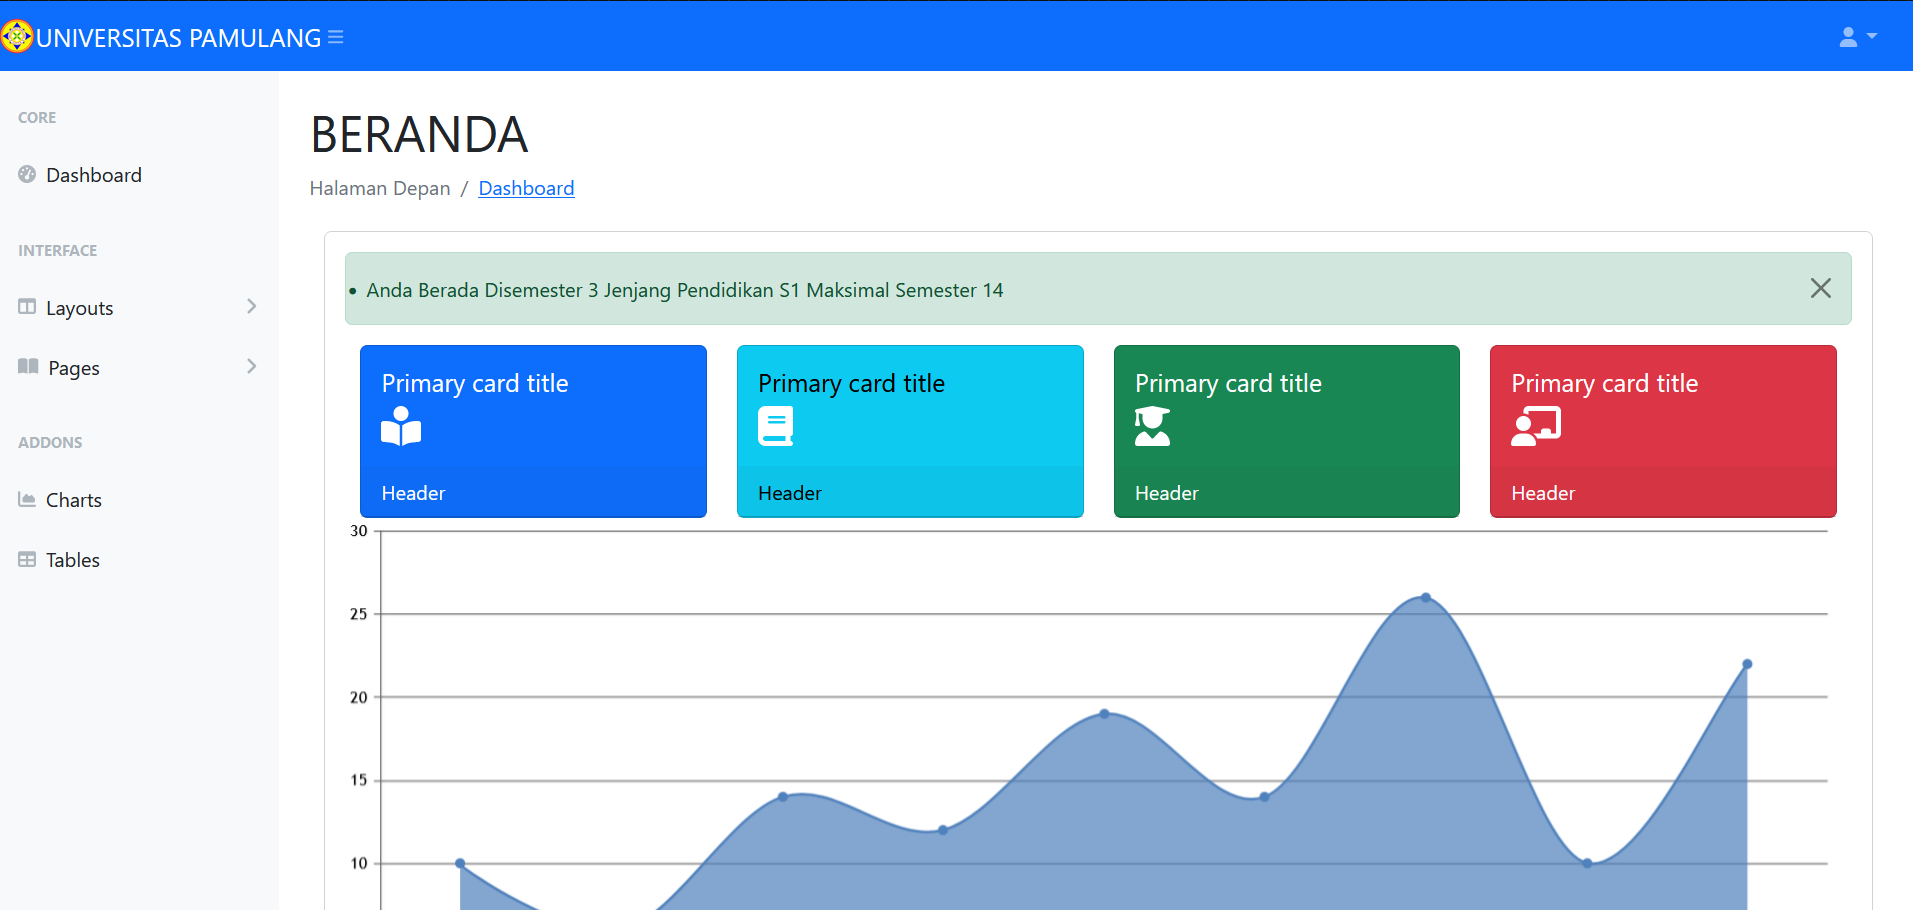 UNIVERSITAS PAMULANG
CORE
Dashboard
INTERFACE
Layouts
Pages
ADDONS
Charts
Tables
BERANDA
Halaman Depan / Dashboard
• Anda Berada Disemester 3 Jenjang Pendidikan S1 Maksimal Semester 14
Primary card title
Header
Primary card title
Header
Primary card title
Header
Primary card title
Header
30
25
20
15
10